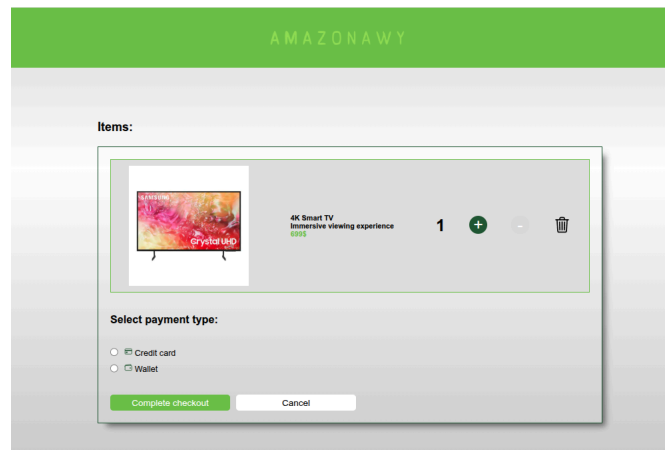 AMAZONAWY
Items:
SAMSUNG
Crystal UHD
4K Smart TV
Immersive viewing experience
699$
1
+
-
Select payment type:
Credit card
Wallet
Complete checkout
Cancel